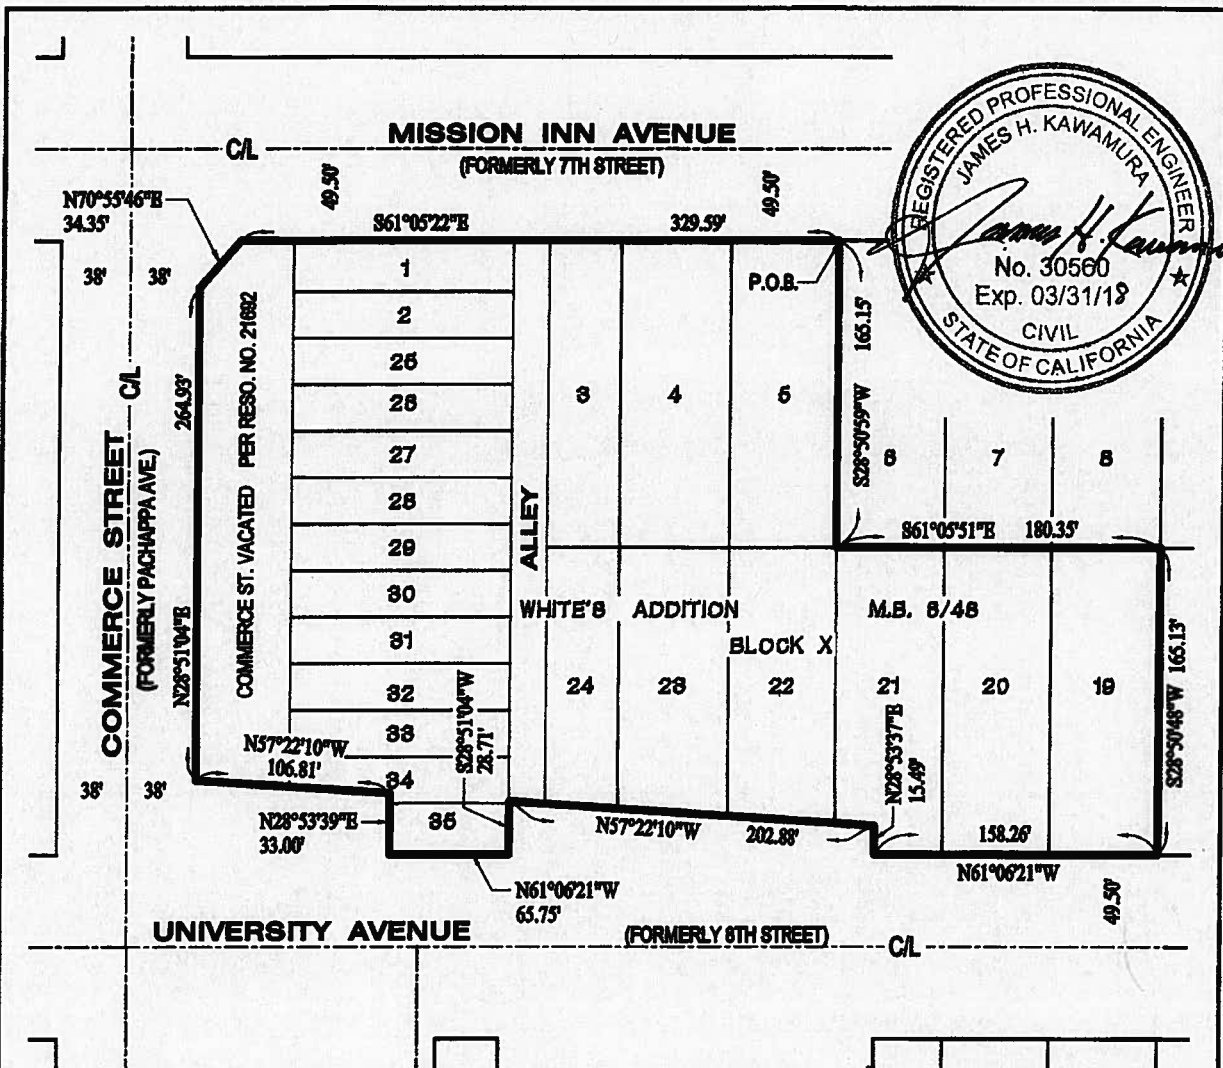 MISSION INN AVENUE
C/L
(FORMERLY 7TH STREET)
N70°55'46"E
34.35'
49.50'
49.50'
S61°05'22"E 329.59'
P.O.B.
REGISTERED PROFESSIONAL ENGINEER
JAMES H. KAWAMURA
No. 30560
Exp. 03/31/18
CIVIL
STATE OF CALIFORNIA
38' 38'
C/L
264.93'
N28°51'04"E
COMMERCE STREET
(FORMERLY PACHAPPA AVE.)
COMMERCE ST. VACATED PER RESO. NO. 21692
1
2
25
26
27
28
29
30
31
32
33
34
35
ALLEY
3 4 5
165.15'
S28°50'59"W
6 7 8
S61°05'51"E 180.35'
WHITE'S ADDITION M.B. 6/46
BLOCK X
24 23 22 21 20 19
S28°50'48"W 165.13'
S28°51'04"W
28.71'
N57°22'10"W
106.81'
N28°53'37"E
15.49'
38' 38'
N28°53'39"E
33.00'
N57°22'10"W 202.88'
158.26'
N61°06'21"W
N61°06'21"W
65.75'
49.50'
UNIVERSITY AVENUE
(FORMERLY 8TH STREET)
C/L